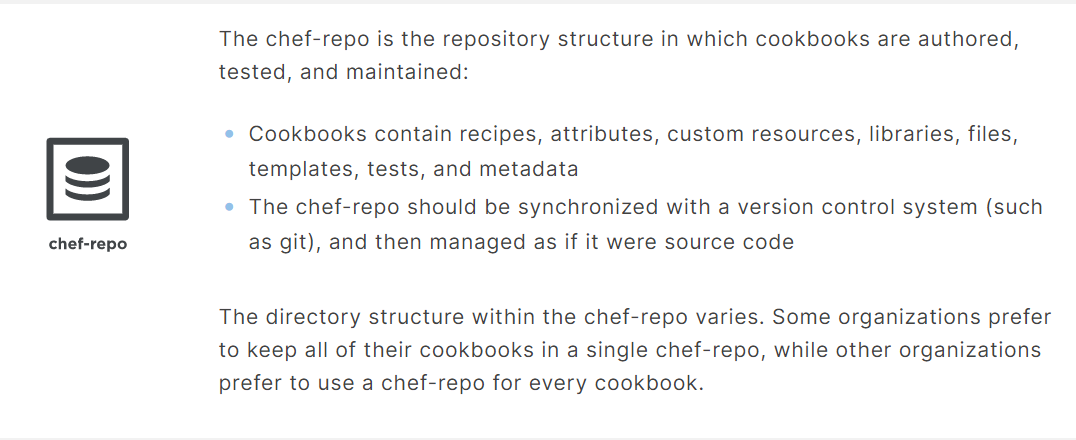 The chef-repo is the repository structure in which cookbooks are authored,
tested, and maintained:
Cookbooks contain recipes, attributes, custom resources, libraries, files,
templates, tests, and metadata
The chef-repo should be synchronized with a version control system (such
as git), and then managed as if it were source code
chef-repo
The directory structure within the chef-repo varies. Some organizations prefer
to keep all of their cookbooks in a single chef-repo, while other organizations
prefer to use a chef-repo for every cookbook.